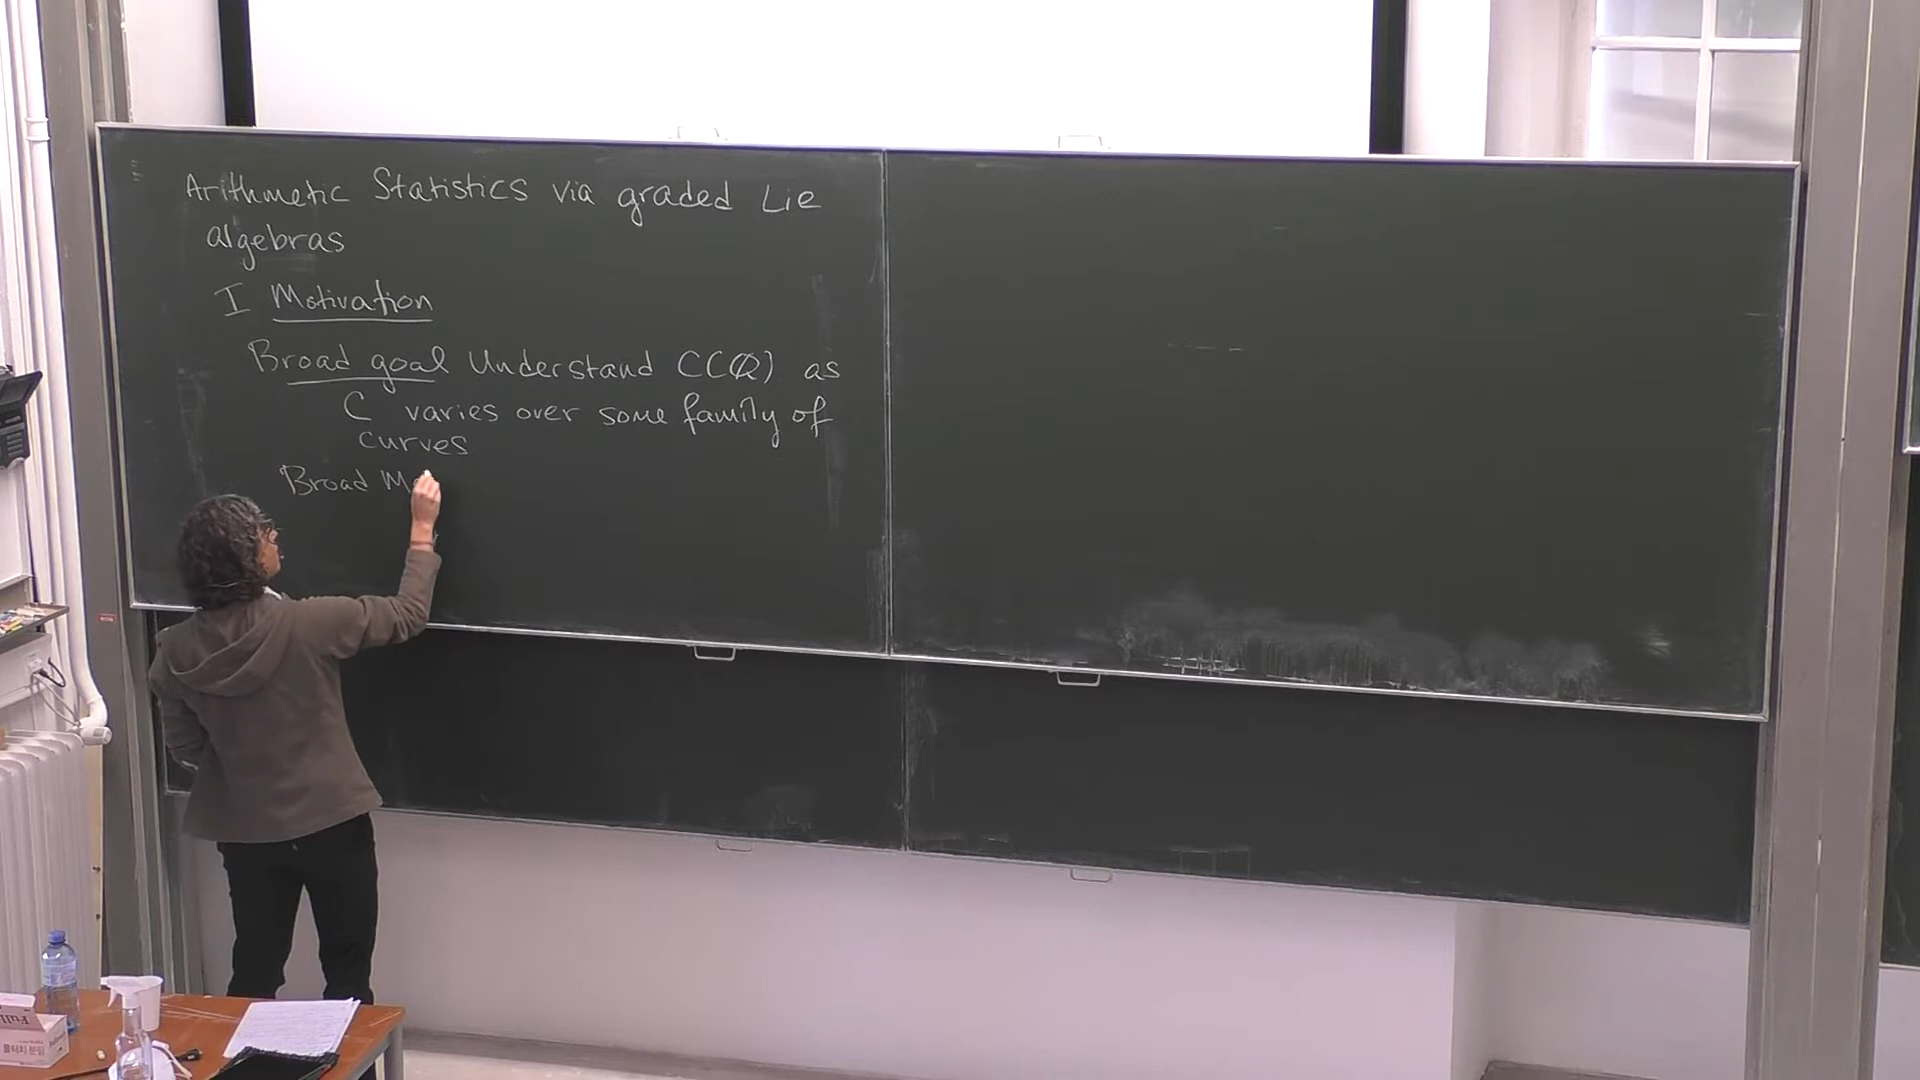 Arithmetic Statistics via graded Lie
algebras
I Motivation
Broad goal Understand C(Q) as
C varies over some family of
curves
Broad M